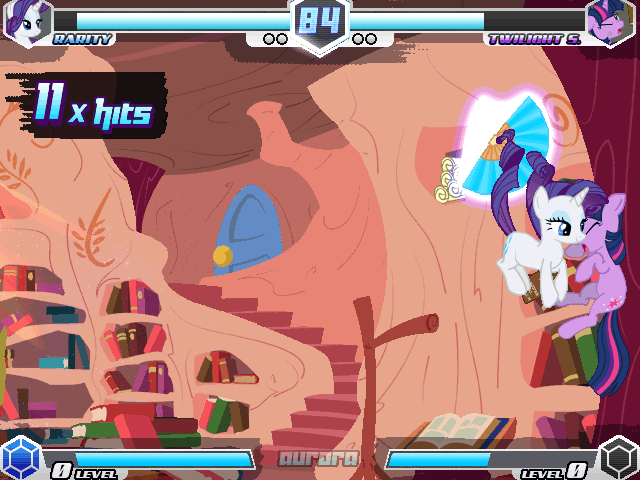 84
RARITY
TWILIGHT S.
11 x hits
0 LEVEL
aurora
LEVEL 0